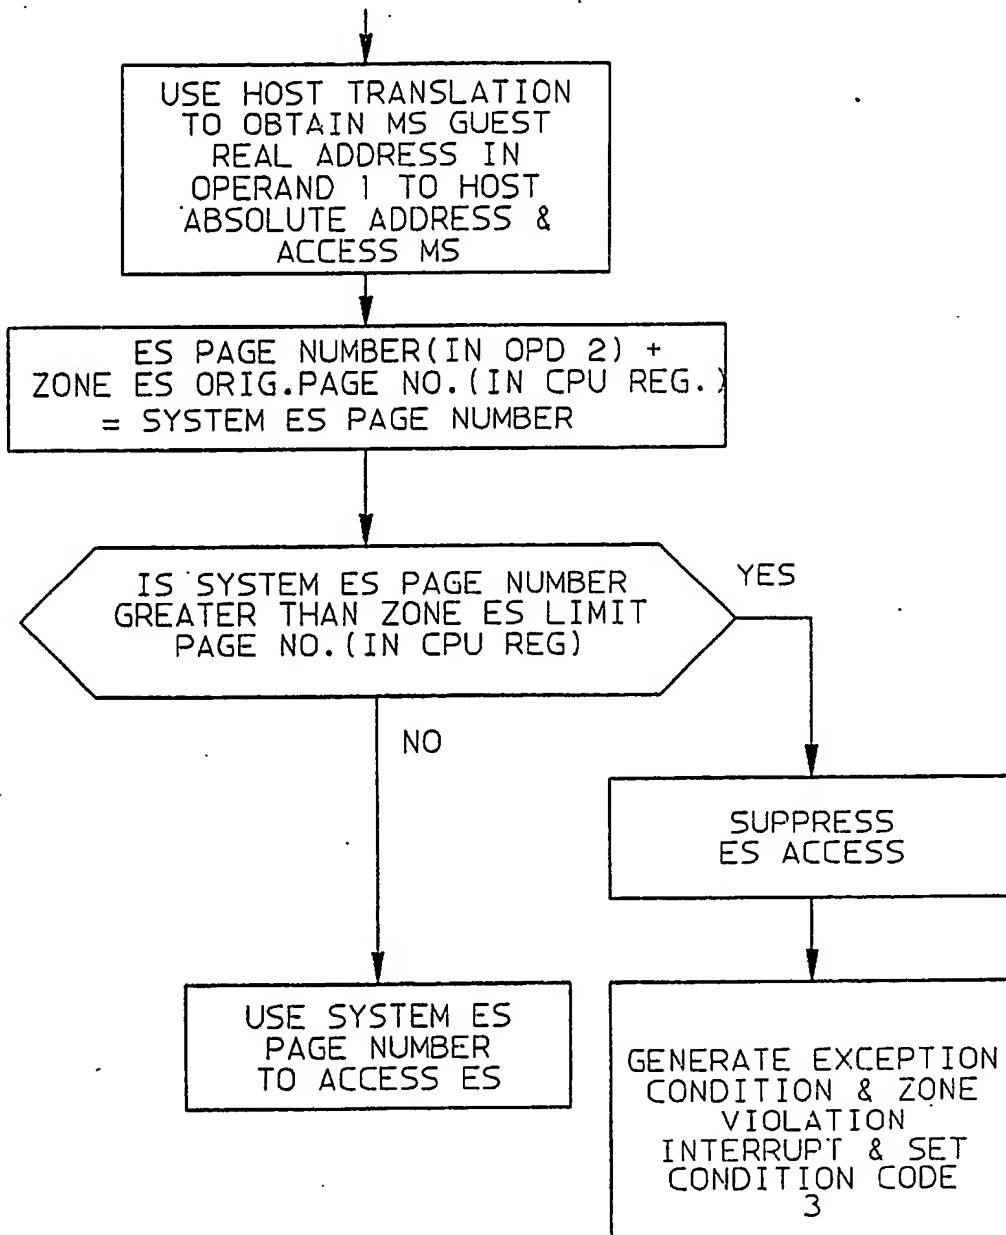 USE HOST TRANSLATION
TO OBTAIN MS GUEST
REAL ADDRESS IN
OPERAND 1 TO HOST
ABSOLUTE ADDRESS &
ACCESS MS
ES PAGE NUMBER(IN OPD 2) +
ZONE ES ORIG.PAGE NO.(IN CPU REG.)
= SYSTEM ES PAGE NUMBER
IS SYSTEM ES PAGE NUMBER
GREATER THAN ZONE ES LIMIT
PAGE NO.(IN CPU REG)
YES
NO
SUPPRESS
ES ACCESS
USE SYSTEM ES
PAGE NUMBER
TO ACCESS ES
GENERATE EXCEPTION
CONDITION & ZONE
VIOLATION
INTERRUPT & SET
CONDITION CODE
3